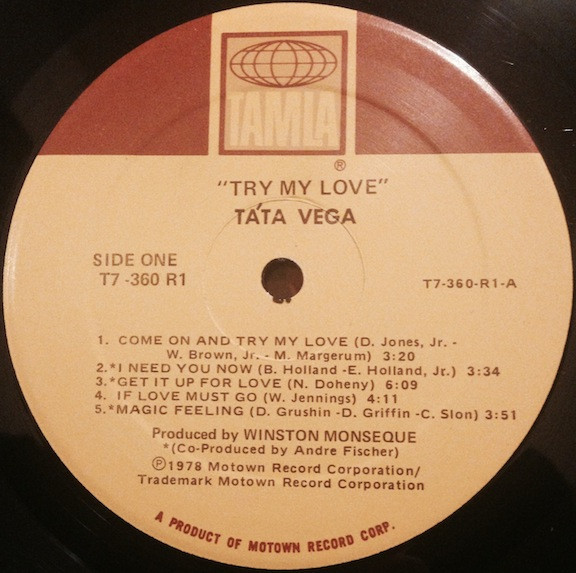 TAMLA
®
"TRY MY LOVE"
TÁTA VEGA
SIDE ONE
T7 -360 R1
T7-360-R1-A
1. COME ON AND TRY MY LOVE (D. Jones, Jr. -
W. Brown, Jr. - M. Margerum) 3:20
2.*I NEED YOU NOW (B. Holland -E. Holland, Jr.) 3:34
3.*GET IT UP FOR LOVE (N. Doheny) 6:09
4. IF LOVE MUST GO (W. Jennings) 4:11
5.*MAGIC FEELING (D. Grushin -D. Griffin -C. Slon) 3:51
Produced by WINSTON MONSEQUE
*(Co-Produced by Andre Fischer)
℗1978 Motown Record Corporation/
Trademark Motown Record Corporation
A PRODUCT OF MOTOWN RECORD CORP.